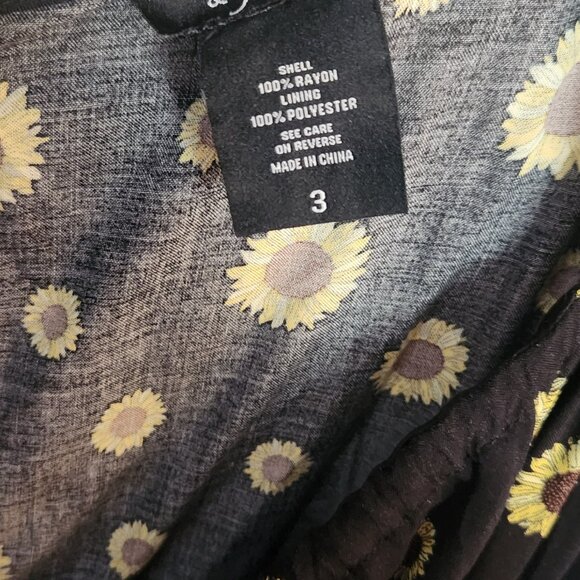 &
SHELL
100% RAYON
LINING
100% POLYESTER
SEE CARE
ON REVERSE
MADE IN CHINA
3